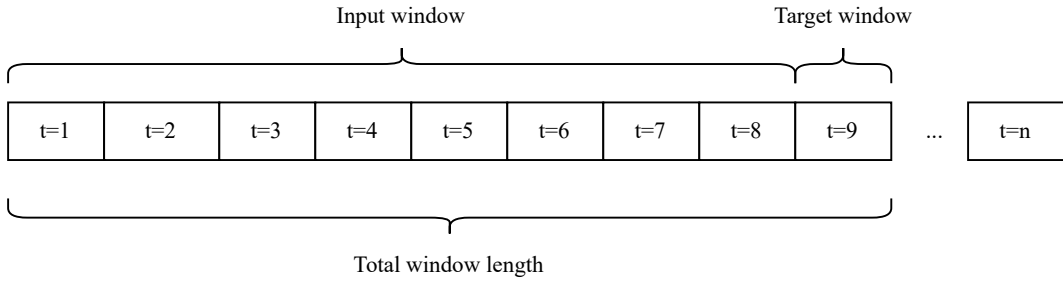 Input window Target window
t=1 t=2 t=3 t=4 t=5 t=6 t=7 t=8 t=9 ... t=n
Total window length